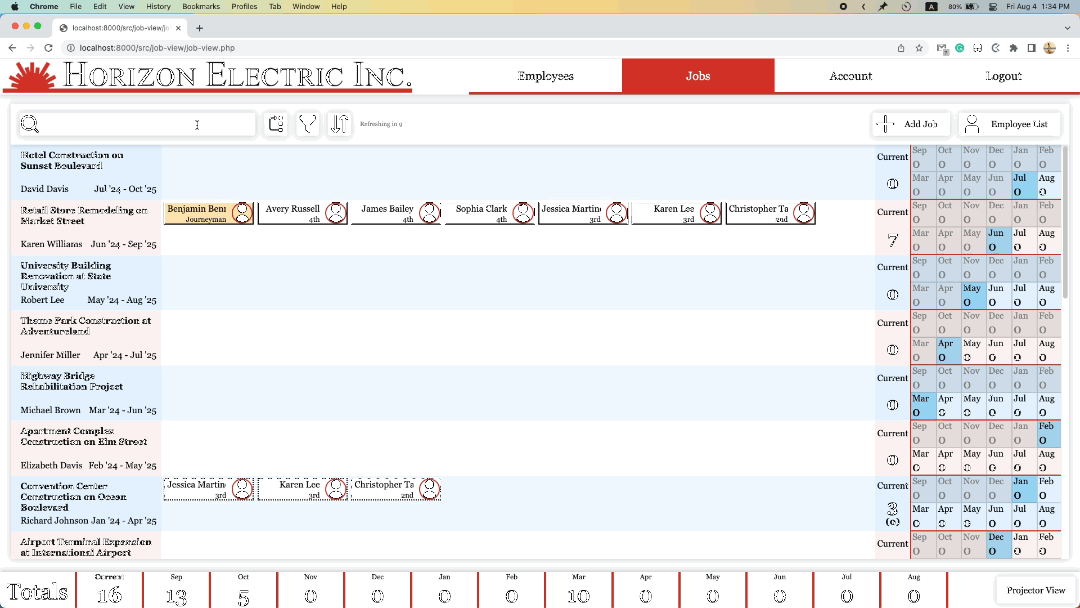 Chrome File Edit View History Bookmarks Profiles Tab Window Help A 80% Fri Aug 4 1:34 PM
localhost:8000/src/job-view/jo
localhost:8000/src/job-view/job-view.php
HORIZON ELECTRIC INC. Employees Jobs Account Logout
Refreshing in 9 Add Job Employee List
Hotel Construction on
Sunset Boulevard
David Davis Jul '24 - Oct '25
Current 0
Sep Oct Nov Dec Jan Feb
0 0 0 0 0 0
Mar Apr May Jun Jul Aug
0 0 0 0 0 0
Retail Store Remodeling on
Market Street
Karen Williams Jun '24 - Sep '25
Benjamin Benn Journeyman
Avery Russell 4th
James Bailey 4th
Sophia Clark 4th
Jessica Martin 3rd
Karen Lee 3rd
Christopher Ta 2nd
Current 7
Sep Oct Nov Dec Jan Feb
0 0 0 0 0 0
Mar Apr May Jun Jul Aug
0 0 0 0 0 0
University Building
Renovation at State
University
Robert Lee May '24 - Aug '25
Current 0
Sep Oct Nov Dec Jan Feb
0 0 0 0 0 0
Mar Apr May Jun Jul Aug
0 0 0 0 0 0
Theme Park Construction at
Adventureland
Jennifer Miller Apr '24 - Jul '25
Current 0
Sep Oct Nov Dec Jan Feb
0 0 0 0 0 0
Mar Apr May Jun Jul Aug
0 0 0 0 0 0
Highway Bridge
Rehabilitation Project
Michael Brown Mar '24 - Jun '25
Current 0
Sep Oct Nov Dec Jan Feb
0 0 0 0 0 0
Mar Apr May Jun Jul Aug
0 0 0 0 0 0
Apartment Complex
Construction on Elm Street
Elizabeth Davis Feb '24 - May '25
Current 0
Sep Oct Nov Dec Jan Feb
0 0 0 0 0 0
Mar Apr May Jun Jul Aug
0 0 0 0 0 0
Convention Center
Construction on Ocean
Boulevard
Richard Johnson Jan '24 - Apr '25
Jessica Martin 3rd
Karen Lee 3rd
Christopher Ta 2nd
Current 3 (c)
Sep Oct Nov Dec Jan Feb
0 0 0 0 0 0
Mar Apr May Jun Jul Aug
0 0 0 0 0 0
Airport Terminal Expansion
at International Airport
Current
Sep Oct Nov Dec Jan Feb
0 0 0 0 0 0
Totals
Current Sep Oct Nov Dec Jan Feb Mar Apr May Jun Jul Aug
16 13 5 0 0 0 0 10 0 0 0 0 0
Projector View